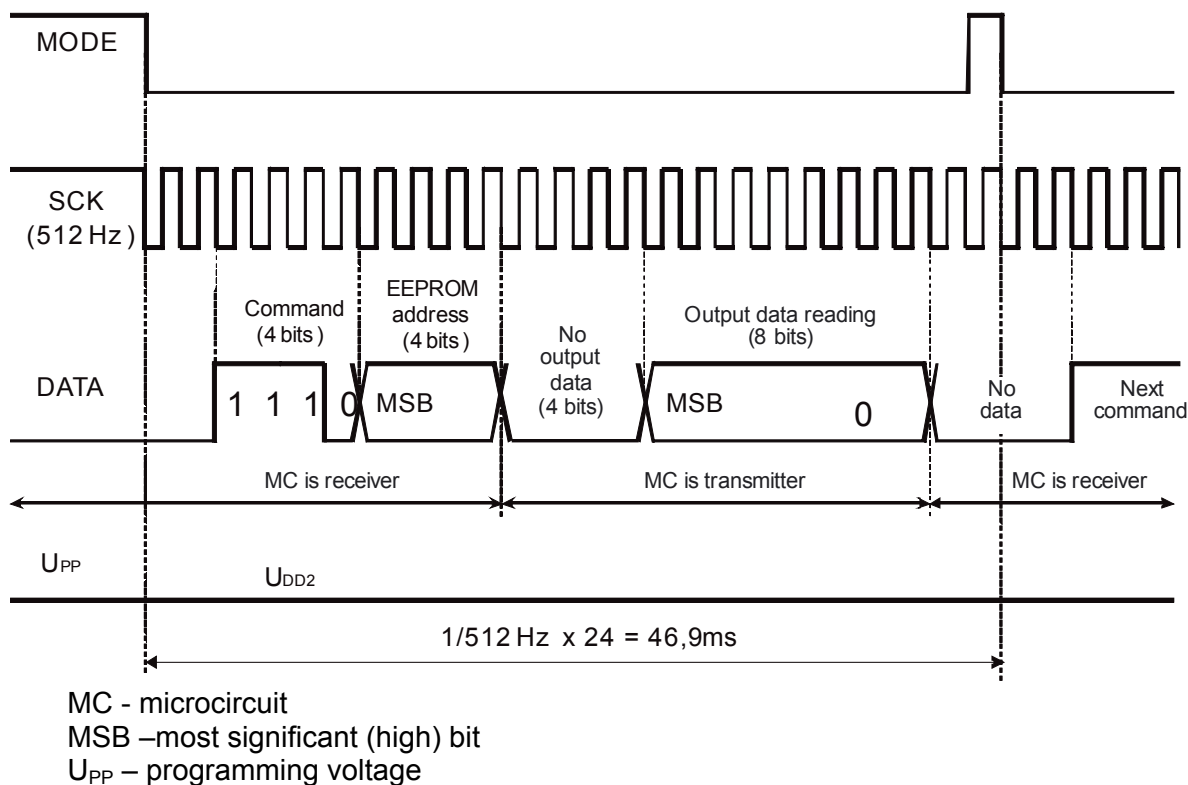 MODE
SCK
(512 Hz)
Command
(4 bits)
EEPROM
address
(4 bits)
No
output
data
(4 bits)
Output data reading
(8 bits)
DATA
1 1 1 0
MSB
MSB
0
No
data
Next
command
MC is receiver
MC is transmitter
MC is receiver
UPP
UDD2
1/512 Hz x 24 = 46,9ms
MC - microcircuit
MSB –most significant (high) bit
UPP – programming voltage